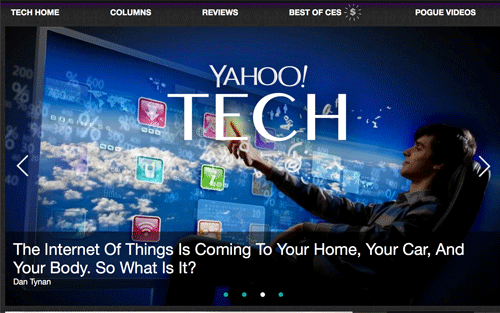 TECH HOME
COLUMNS
REVIEWS
BEST OF CES
POGUE VIDEOS
YAHOO!
TECH
The Internet Of Things Is Coming To Your Home, Your Car, And
Your Body. So What Is It?
Dan Tynan